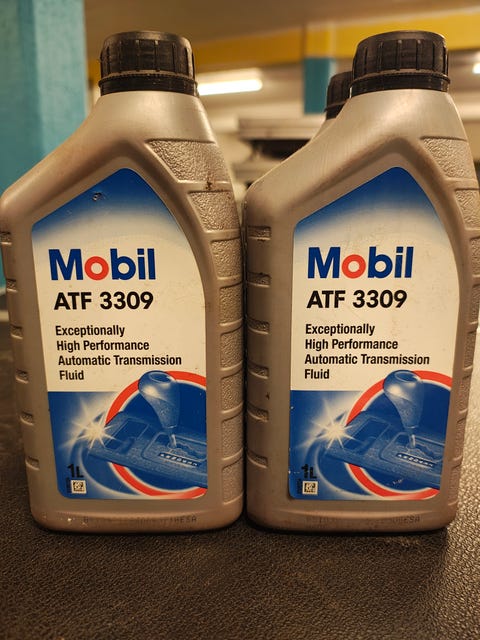 Mobil
ATF 3309
Exceptionally
High Performance
Automatic Transmission
Fluid
1L
Mobil
ATF 3309
Exceptionally
High Performance
Automatic Transmission
Fluid
1L